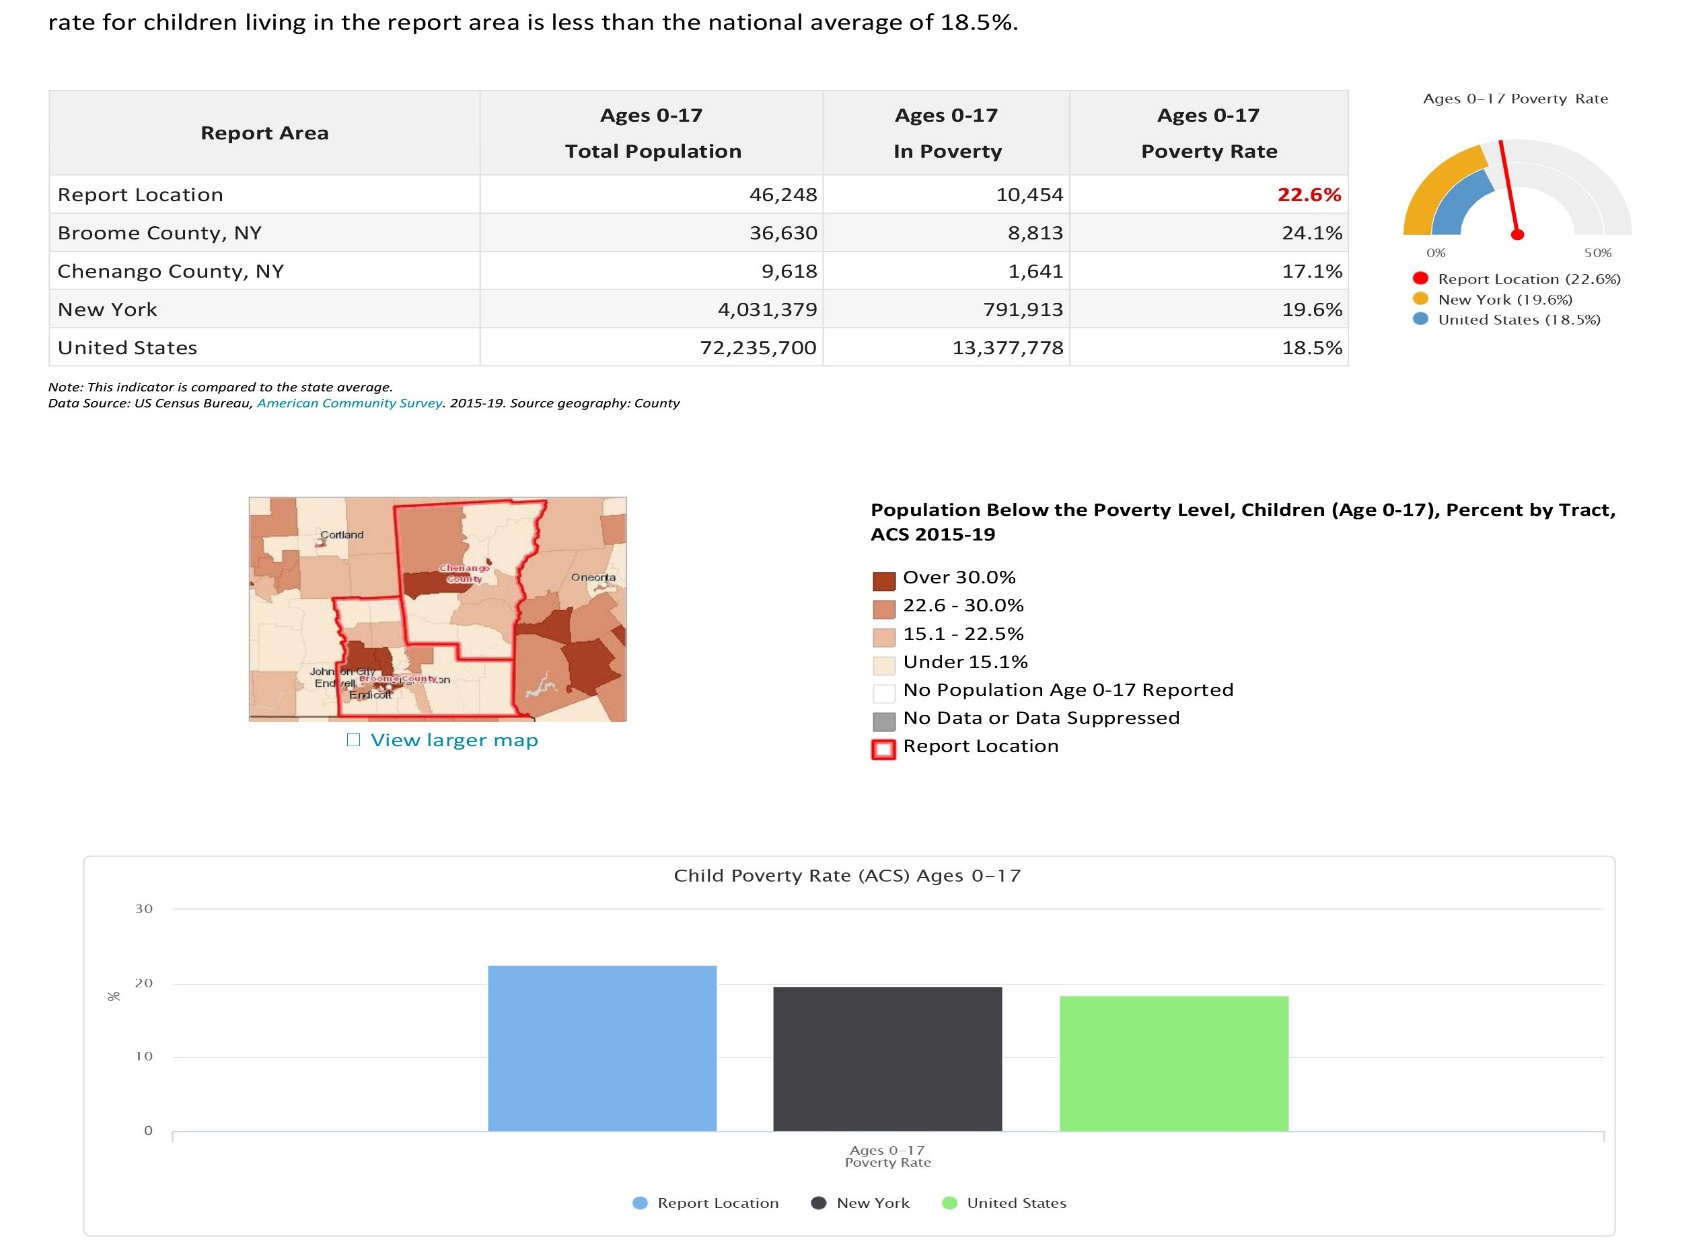 rate for children living in the report area is less than the national average of 18.5%.
Report Area
Ages 0-17
Total Population
Ages 0-17
In Poverty
Ages 0-17
Poverty Rate
Report Location 46,248 10,454 22.6%
Broome County, NY 36,630 8,813 24.1%
Chenango County, NY 9,618 1,641 17.1%
New York 4,031,379 791,913 19.6%
United States 72,235,700 13,377,778 18.5%
Ages 0-17 Poverty Rate
0% 50%
Report Location (22.6%)
New York (19.6%)
United States (18.5%)
Note: This indicator is compared to the state average.
Data Source: US Census Bureau, American Community Survey. 2015-19. Source geography: County
Cortland
Chenango
County
Oneonta
Broome County
Endicott
View larger map
Population Below the Poverty Level, Children (Age 0-17), Percent by Tract,
ACS 2015-19
Over 30.0%
22.6 - 30.0%
15.1 - 22.5%
Under 15.1%
No Population Age 0-17 Reported
No Data or Data Suppressed
Report Location
Child Poverty Rate (ACS) Ages 0-17
30
20
10
0
%
Ages 0-17
Poverty Rate
Report Location New York United States